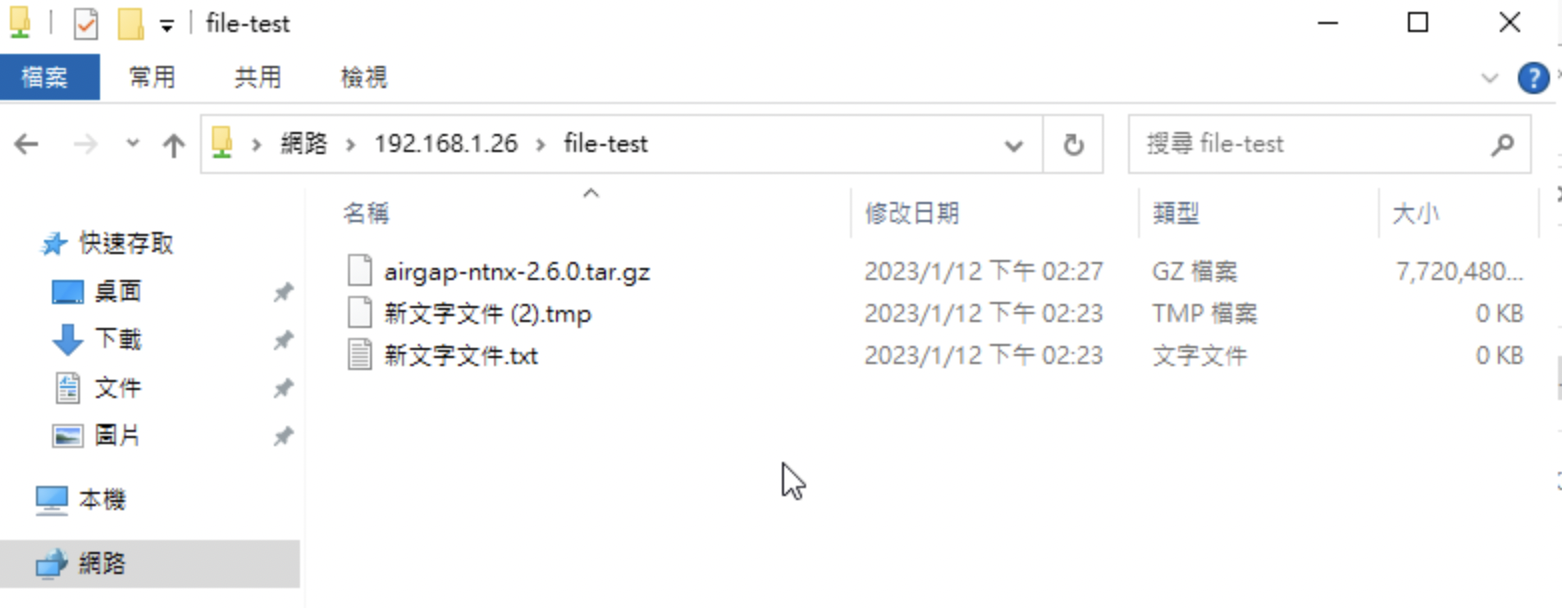 file-test
檔案 常用 共用 檢視
網路 192.168.1.26 file-test 搜尋 file-test
名稱 修改日期 類型 大小
快速存取
桌面
下載
文件
圖片
本機
網路
airgap-ntnx-2.6.0.tar.gz 2023/1/12 下午 02:27 GZ 檔案 7,720,480...
新文字文件 (2).tmp 2023/1/12 下午 02:23 TMP 檔案 0 KB
新文字文件.txt 2023/1/12 下午 02:23 文字文件 0 KB